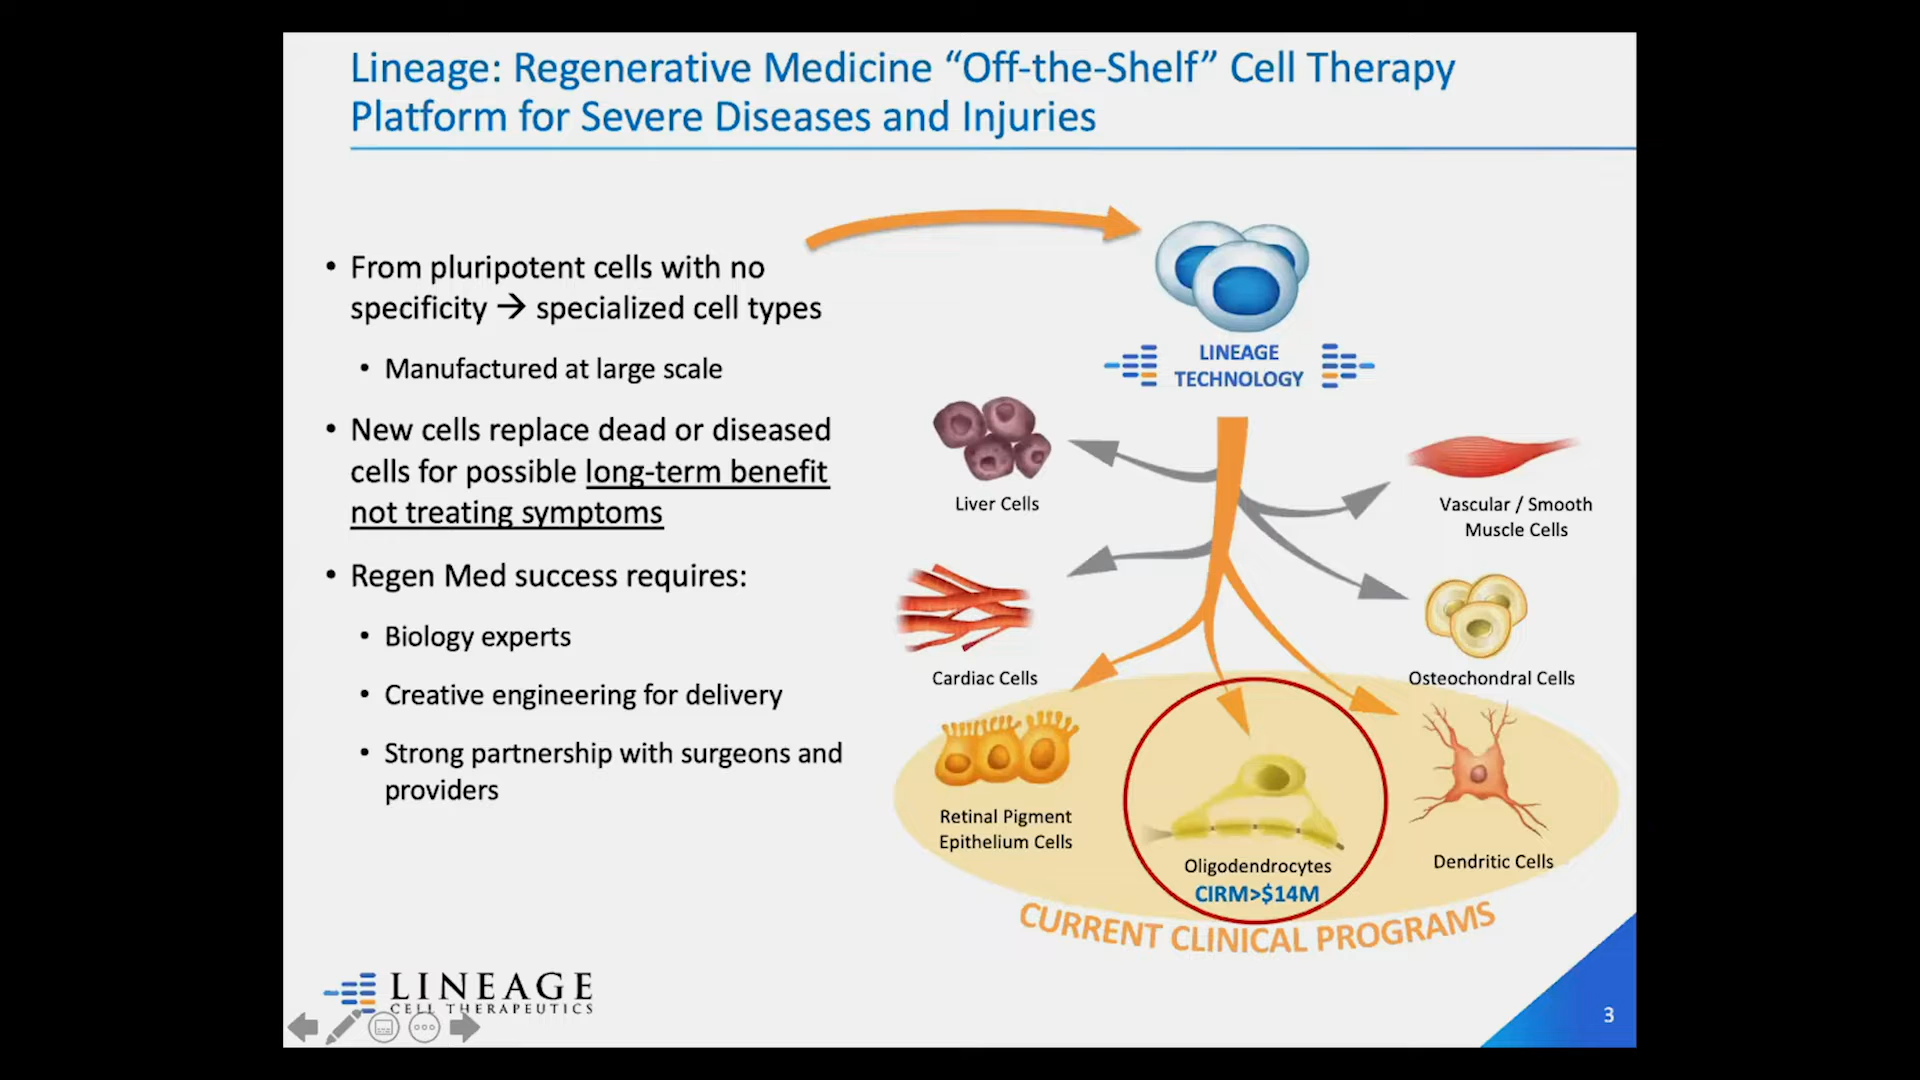 Lineage: Regenerative Medicine “Off-the-Shelf” Cell Therapy
Platform for Severe Diseases and Injuries
• From pluripotent cells with no
specificity → specialized cell types
• Manufactured at large scale
• New cells replace dead or diseased
cells for possible long-term benefit
not treating symptoms
• Regen Med success requires:
• Biology experts
• Creative engineering for delivery
• Strong partnership with surgeons and
providers
LINEAGE
TECHNOLOGY
Liver Cells
Vascular / Smooth
Muscle Cells
Cardiac Cells
Osteochondral Cells
Retinal Pigment
Epithelium Cells
Oligodendrocytes
CIRM>$14M
Dendritic Cells
CURRENT CLINICAL PROGRAMS
LINEAGE
CELL THERAPEUTICS
3